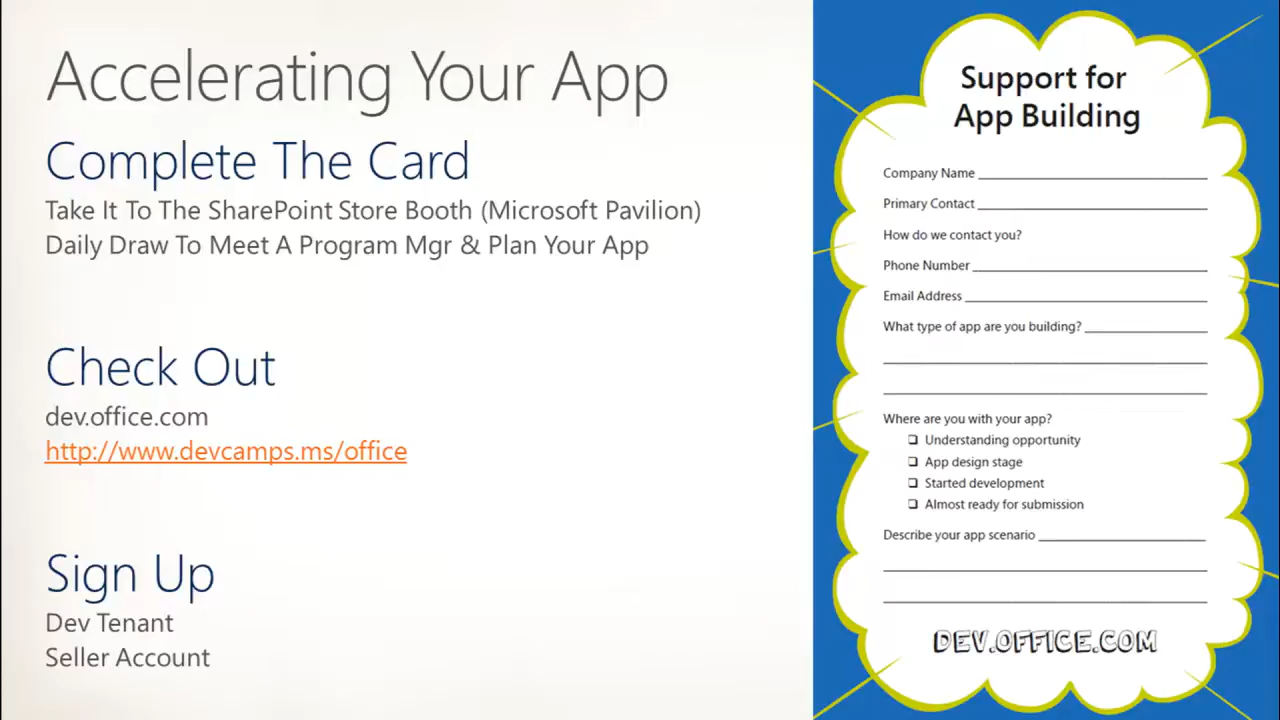 Accelerating Your App
Complete The Card
Take It To The SharePoint Store Booth (Microsoft Pavilion)
Daily Draw To Meet A Program Mgr & Plan Your App
Check Out
dev.office.com
http://www.devcamps.ms/office
Sign Up
Dev Tenant
Seller Account
Support for
App Building
Company Name
Primary Contact
How do we contact you?
Phone Number
Email Address
What type of app are you building?
Where are you with your app?
Understanding opportunity
App design stage
Started development
Almost ready for submission
Describe your app scenario
DEV.OFFICE.COM